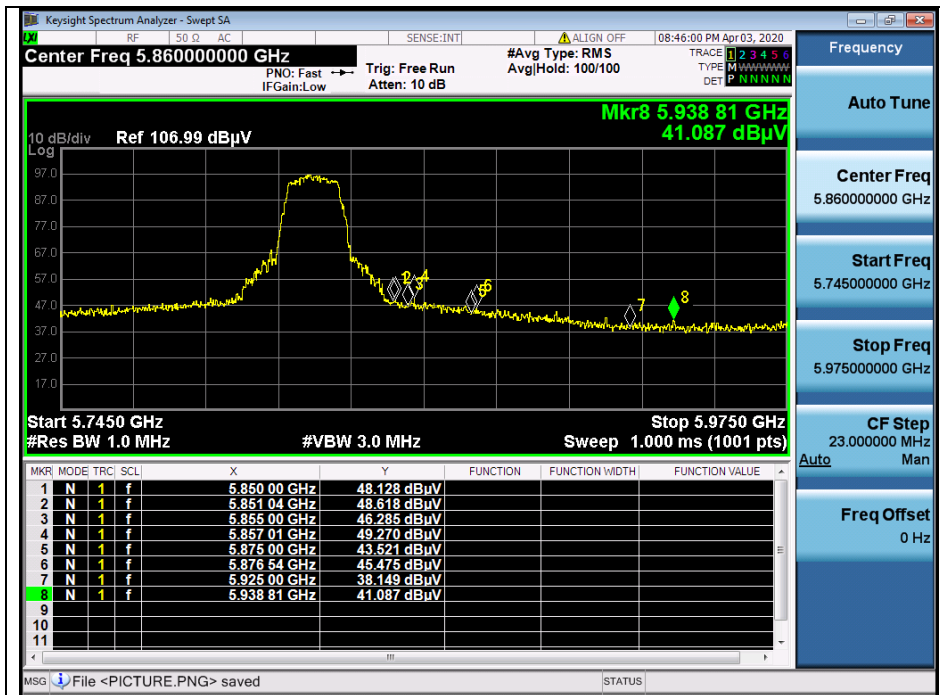 Keysight Spectrum Analyzer - Swept SA
LXI RF 50 Ω AC SENSE:INT ALIGN OFF 08:46:00 PM Apr 03, 2020
Center Freq 5.860000000 GHz
PNO: Fast
IFGain:Low
Trig: Free Run
Atten: 10 dB
#Avg Type: RMS
Avg|Hold: 100/100
TRACE 1 2 3 4 5 6
TYPE M WWWWW
DET P N N N N N
Mkr8 5.938 81 GHz
41.087 dBµV
10 dB/div Ref 106.99 dBµV
Log
97.0
87.0
77.0
67.0
57.0
47.0
37.0
27.0
17.0
2 3 4
5 6
7
8
Start 5.7450 GHz Stop 5.9750 GHz
#Res BW 1.0 MHz #VBW 3.0 MHz Sweep 1.000 ms (1001 pts)
MKR MODE TRC SCL X Y FUNCTION FUNCTION WIDTH FUNCTION VALUE
1 N 1 f 5.850 00 GHz 48.128 dBµV
2 N 1 f 5.851 04 GHz 48.618 dBµV
3 N 1 f 5.855 00 GHz 46.285 dBµV
4 N 1 f 5.857 01 GHz 49.270 dBµV
5 N 1 f 5.875 00 GHz 43.521 dBµV
6 N 1 f 5.876 54 GHz 45.475 dBµV
7 N 1 f 5.925 00 GHz 38.149 dBµV
8 N 1 f 5.938 81 GHz 41.087 dBµV
9
10
11
MSG File <PICTURE.PNG> saved STATUS
Frequency
Auto Tune
Center Freq
5.860000000 GHz
Start Freq
5.745000000 GHz
Stop Freq
5.975000000 GHz
CF Step
23.000000 MHz
Auto Man
Freq Offset
0 Hz